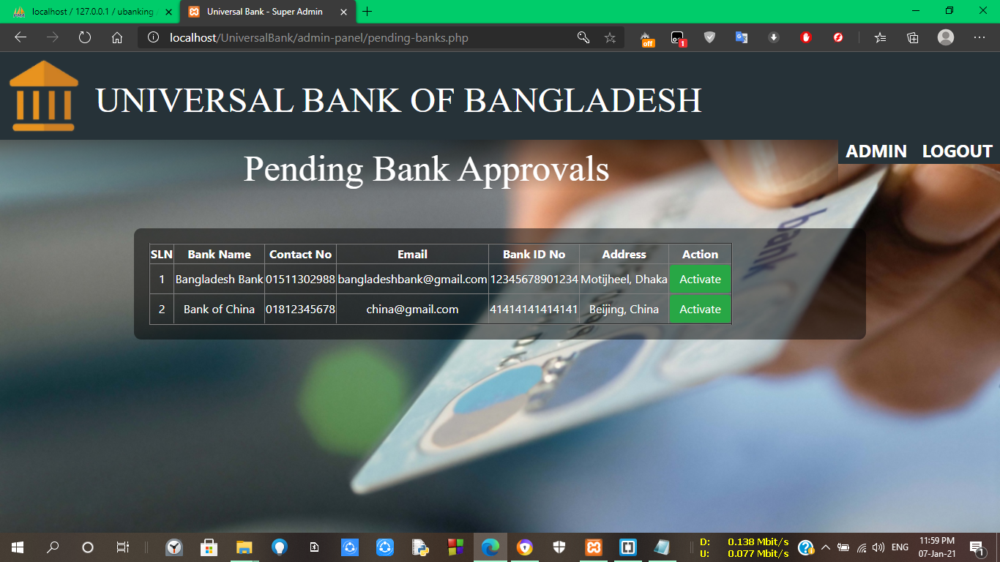 localhost / 127.0.0.1 / ubanking
Universal Bank - Super Admin
localhost/UniversalBank/admin-panel/pending-banks.php
off
1
UNIVERSAL BANK OF BANGLADESH
ADMIN LOGOUT
Pending Bank Approvals
bank
SLN Bank Name Contact No Email Bank ID No Address Action
1 Bangladesh Bank 01511302988 bangladeshbank@gmail.com 12345678901234 Motijheel, Dhaka Activate
2 Bank of China 01812345678 china@gmail.com 41414141414141 Beijing, China Activate
D: 0.138 Mbit/s
U: 0.077 Mbit/s
ENG
11:59 PM
07-Jan-21
1